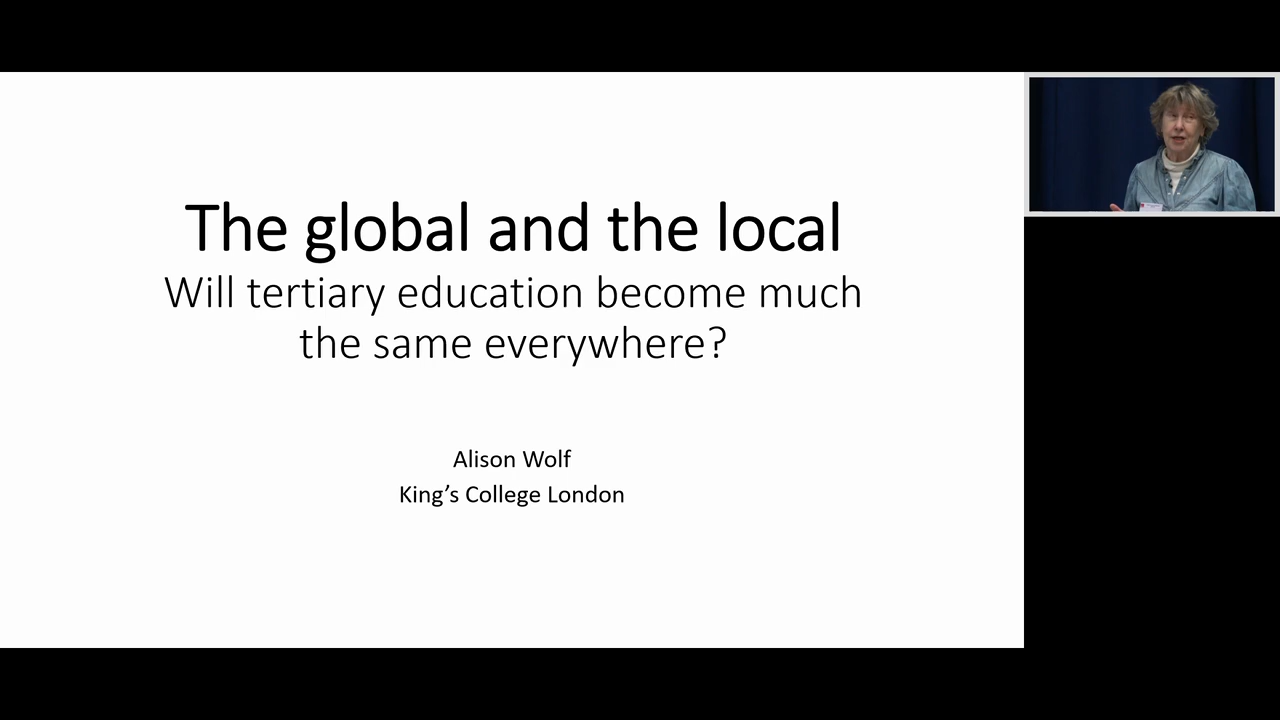 The global and the local
Will tertiary education become much
the same everywhere?
Alison Wolf
King's College London